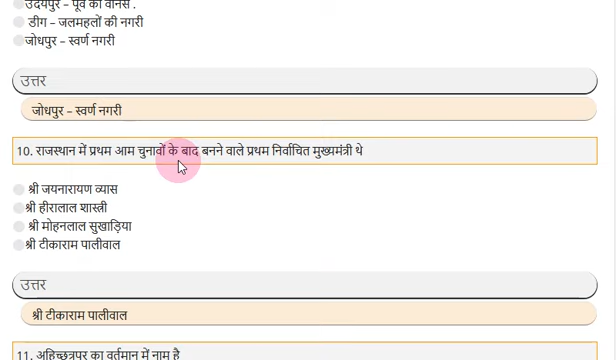 उदयपुर – पूर्व का वेनिस .
डीग – जलमहलों की नगरी
जोधपुर – स्वर्ण नगरी
उत्तर
जोधपुर – स्वर्ण नगरी
10. राजस्थान में प्रथम आम चुनावों के बाद बनने वाले प्रथम निर्वाचित मुख्यमंत्री थे
श्री जयनारायण व्यास
श्री हीरालाल शास्त्री
श्री मोहनलाल सुखाड़िया
श्री टीकाराम पालीवाल
उत्तर
श्री टीकाराम पालीवाल
11. अहिच्छत्रपुर का वर्तमान में नाम है